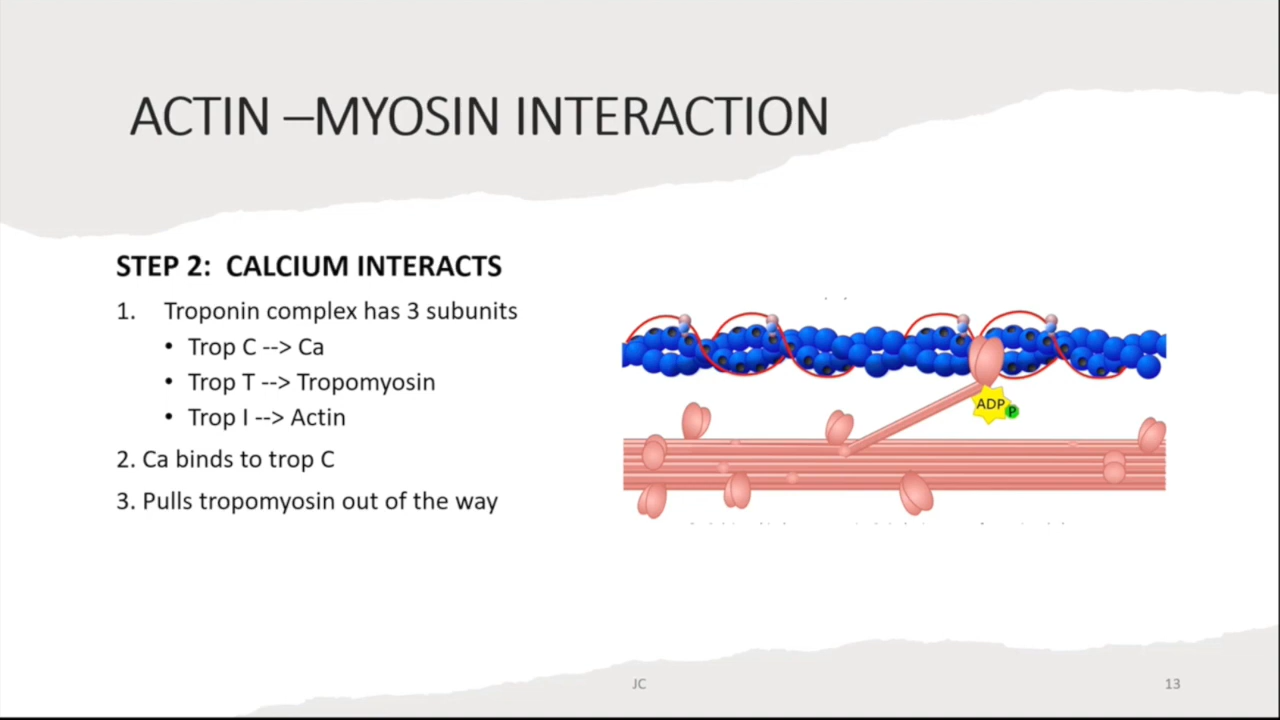 ACTIN –MYOSIN INTERACTION
STEP 2: CALCIUM INTERACTS
1. Troponin complex has 3 subunits
• Trop C --> Ca
• Trop T --> Tropomyosin
• Trop I --> Actin
2. Ca binds to trop C
3. Pulls tropomyosin out of the way
ADP
P
JC
13